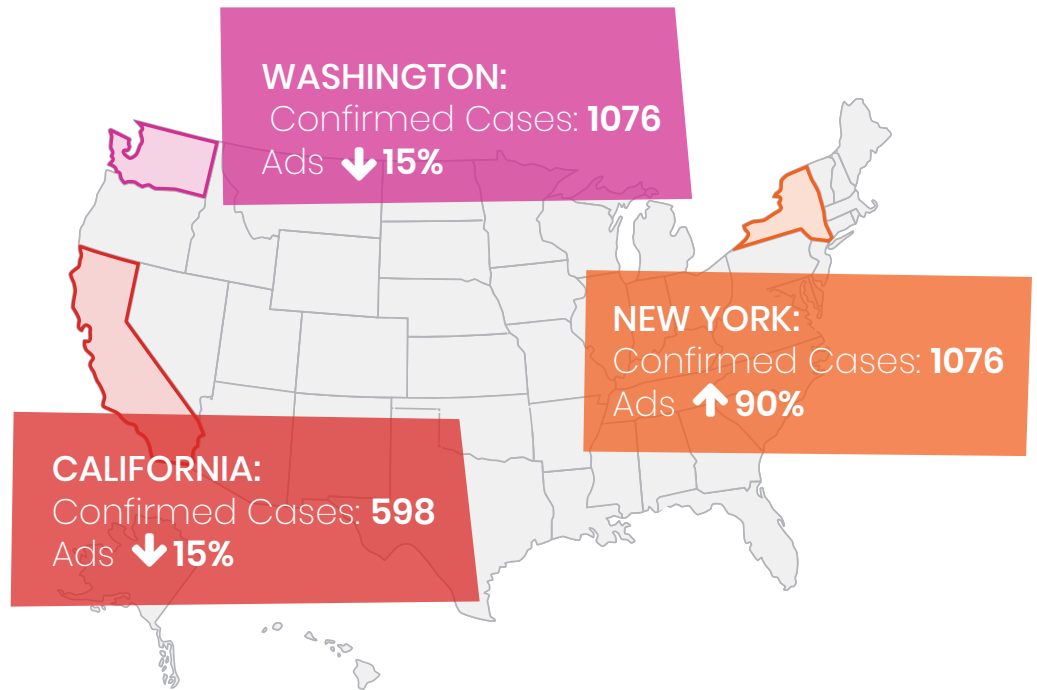 WASHINGTON:
Confirmed Cases: 1076
Ads ↓ 15%
NEW YORK:
Confirmed Cases: 1076
Ads ↑ 90%
CALIFORNIA:
Confirmed Cases: 598
Ads ↓ 15%